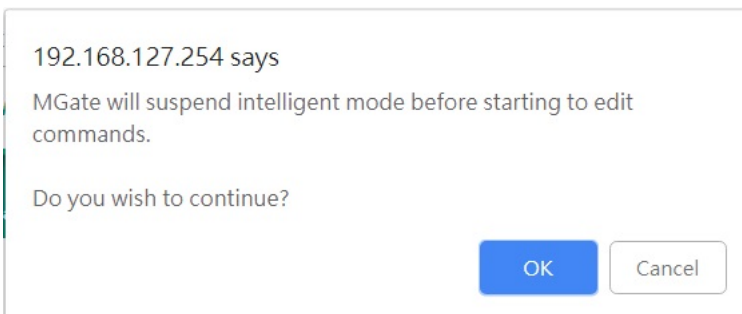 192.168.127.254 says
MGate will suspend intelligent mode before starting to edit
commands.
Do you wish to continue?
OK
Cancel